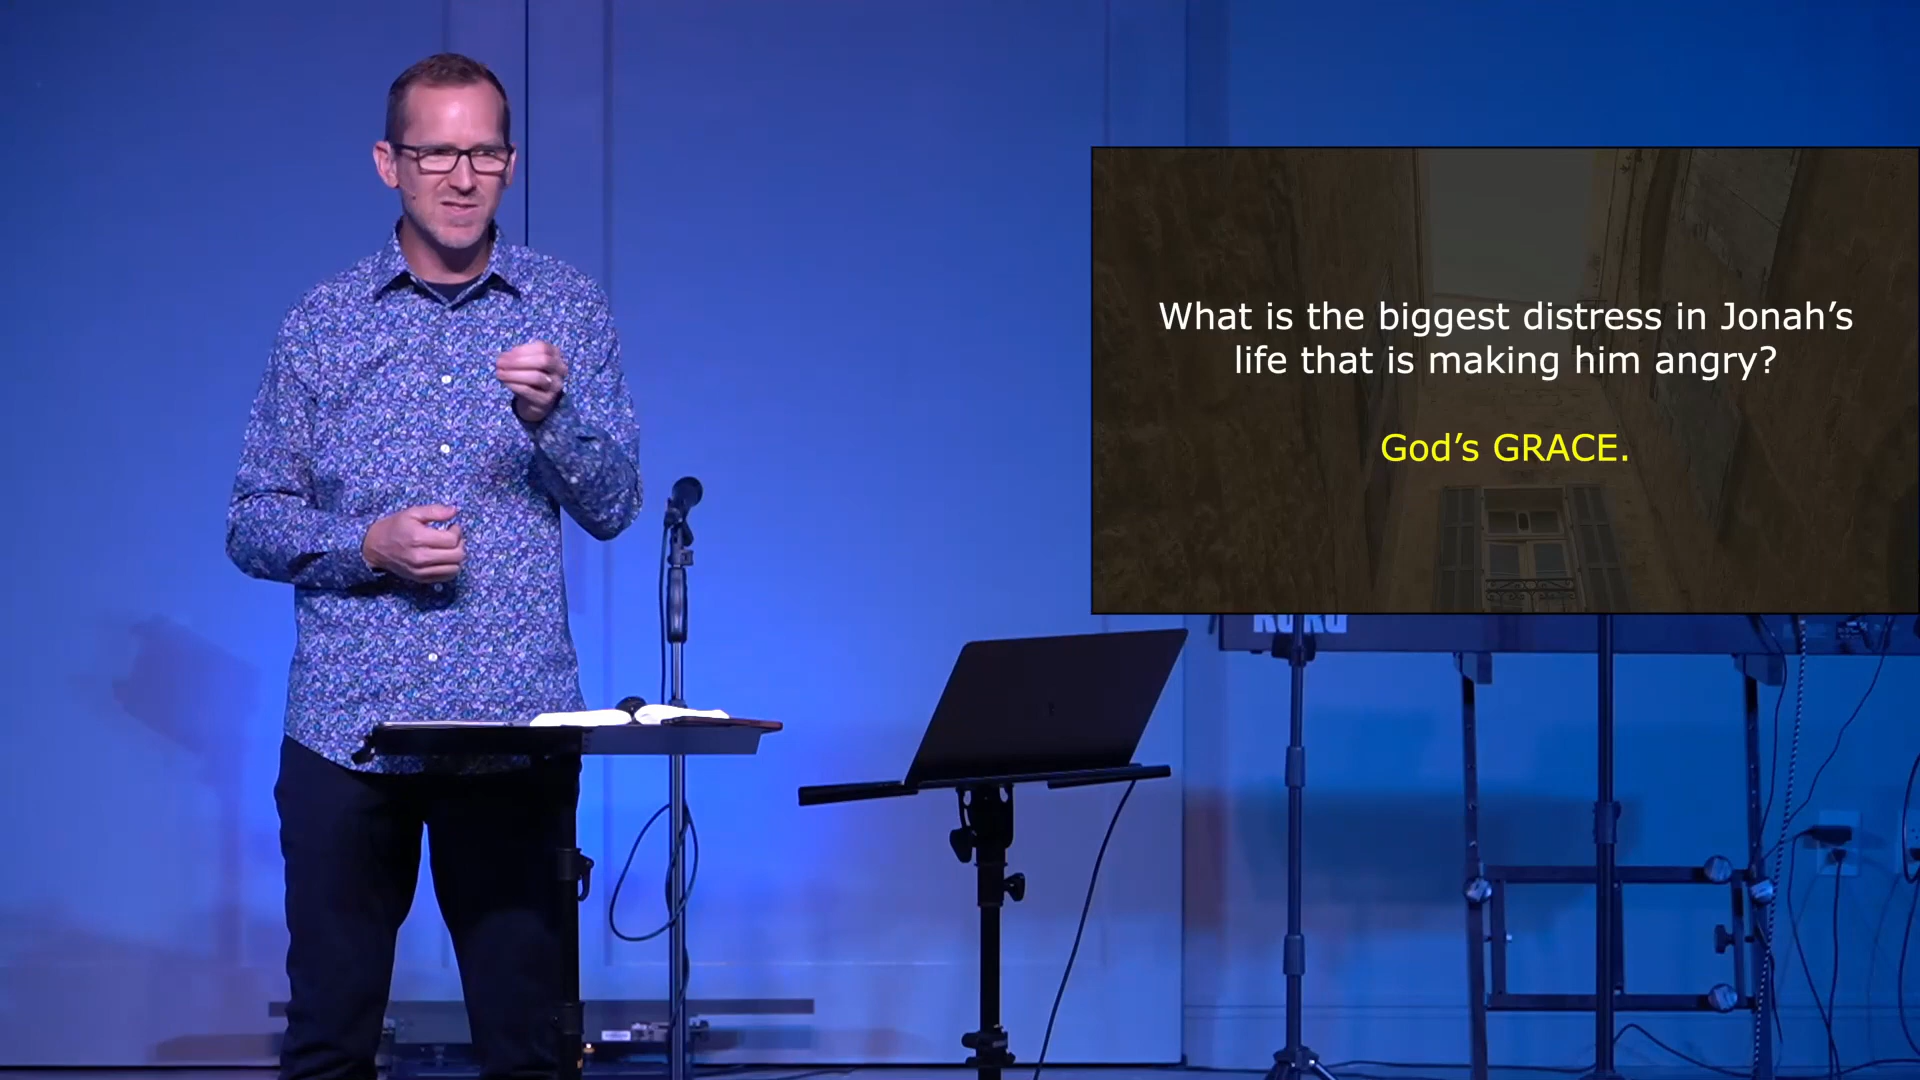 What is the biggest distress in Jonah’s
life that is making him angry?
God’s GRACE.